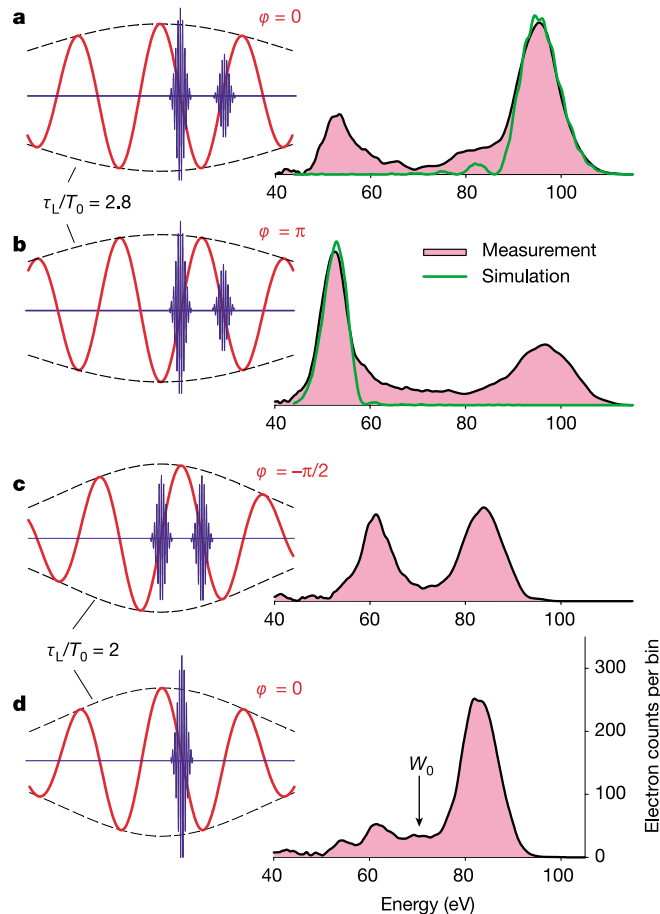 a
φ = 0
40 60 80 100
τL/T0 = 2.8
b
φ = π
Measurement
Simulation
40 60 80 100
c
φ = –π/2
40 60 80 100
τL/T0 = 2
d
φ = 0
W0
300
200
100
0
Electron counts per bin
40 60 80 100
Energy (eV)